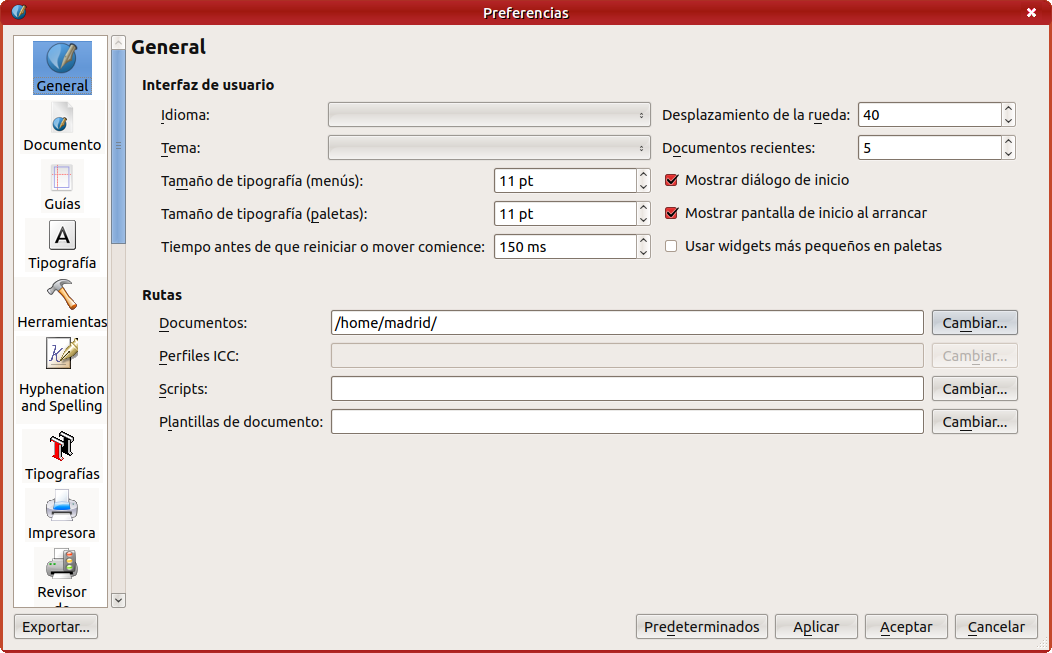 Preferencias
General
Documento
Guías
Tipografía
Herramientas
Hyphenation
and Spelling
Tipografías
Impresora
Revisor
General
Interfaz de usuario
Idioma:
Desplazamiento de la rueda: 40
Tema:
Documentos recientes: 5
Tamaño de tipografía (menús): 11 pt
Mostrar diálogo de inicio
Tamaño de tipografía (paletas): 11 pt
Mostrar pantalla de inicio al arrancar
Tiempo antes de que reiniciar o mover comience: 150 ms
Usar widgets más pequeños en paletas
Rutas
Documentos: /home/madrid/ Cambiar...
Perfiles ICC: Cambiar...
Scripts: Cambiar...
Plantillas de documento: Cambiar...
Exportar...
Predeterminados
Aplicar
Aceptar
Cancelar